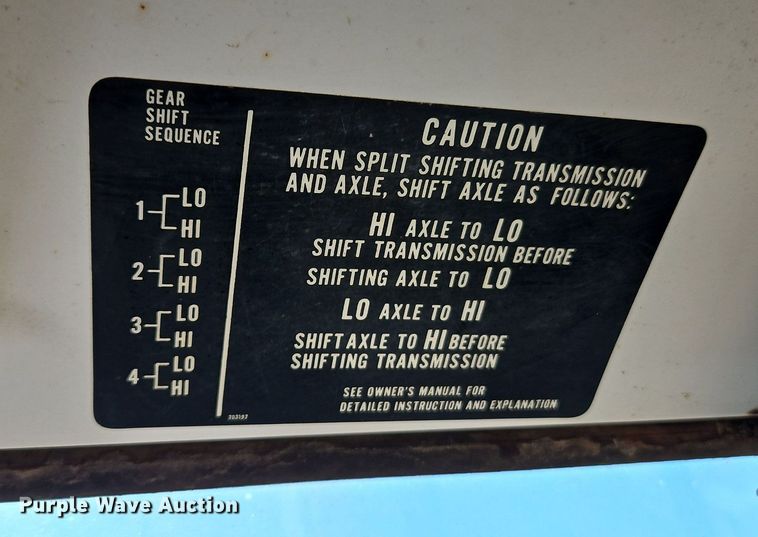 GEAR
SHIFT
SEQUENCE
1 LO
HI
2 LO
HI
3 LO
HI
4 LO
HI
CAUTION
WHEN SPLIT SHIFTING TRANSMISSION
AND AXLE, SHIFT AXLE AS FOLLOWS:
HI AXLE TO LO
SHIFT TRANSMISSION BEFORE
SHIFTING AXLE TO LO
LO AXLE TO HI
SHIFT AXLE TO HI BEFORE
SHIFTING TRANSMISSION
SEE OWNER'S MANUAL FOR
DETAILED INSTRUCTION AND EXPLANATION
Purple Wave Auction